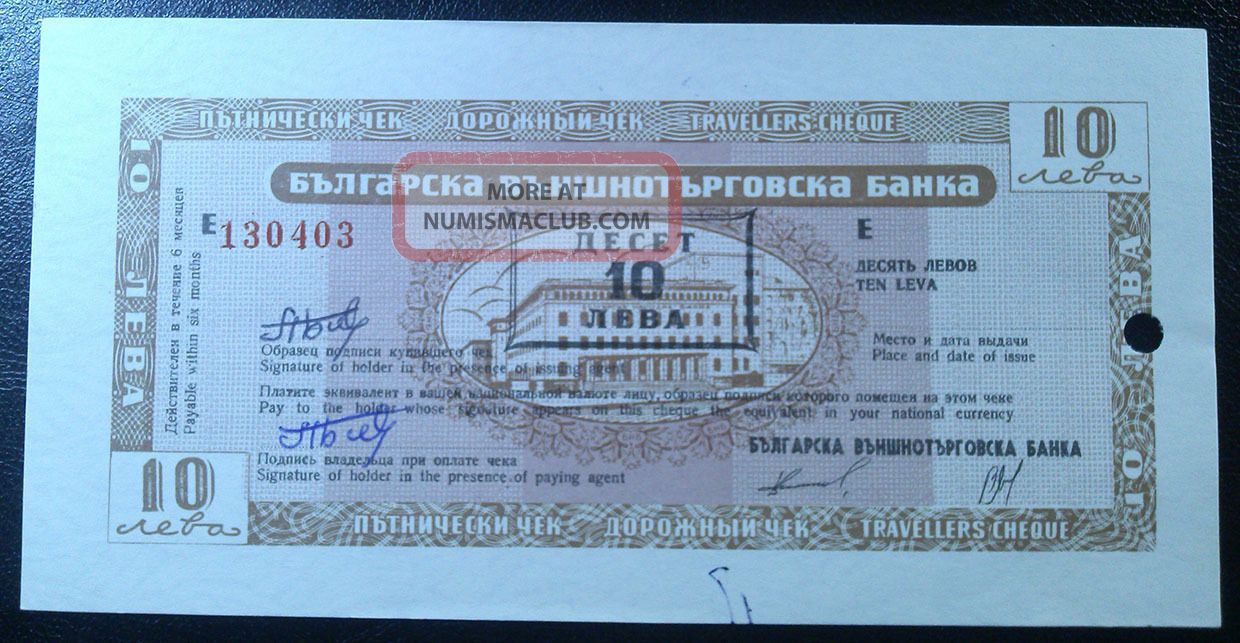 ПЪТНИЧЕСКИ ЧЕК ДОРОЖНЫЙ ЧЕК TRAVELLERS CHEQUE
10 лева
БЪЛГАРСКА ВЪНШНОТЪРГОВСКА БАНКА
MORE AT
NUMISMACLUB.COM
Е 130403
Е
ДЕСЕТ
10
ЛЕВА
ДЕСЯТЬ ЛЕВОВ
TEN LEVA
10 ЛЕВА
Действителен в течение 6 месяцев
Payable within six months
Место и дата выдачи
Place and date of issue
Образец подписи купившего чек
Signature of holder in the presence of issuing agent
Платите эквивалент в вашей национальной валюте лицу, образец подписи которого помещен на этом чеке
Pay to the holder whose signature appears on this cheque the equivalent in your national currency
БЪЛГАРСКА ВЪНШНОТЪРГОВСКА БАНКА
Подпись владельца при оплате чека
Signature of holder in the presence of paying agent
10 ЛЕВА
10 лева
ПЪТНИЧЕСКИ ЧЕК ДОРОЖНЫЙ ЧЕК TRAVELLERS CHEQUE